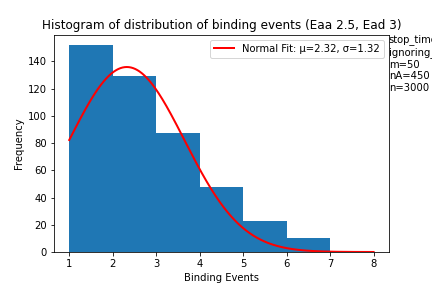 Histogram of distribution of binding events (Eaa 2.5, Ead 3)
Normal Fit: μ=2.32, σ=1.32
ignoring_
m=50
nA=450
n=3000
Frequency
160
140
120
100
80
60
40
20
0
1 2 3 4 5 6 7 8
Binding Events